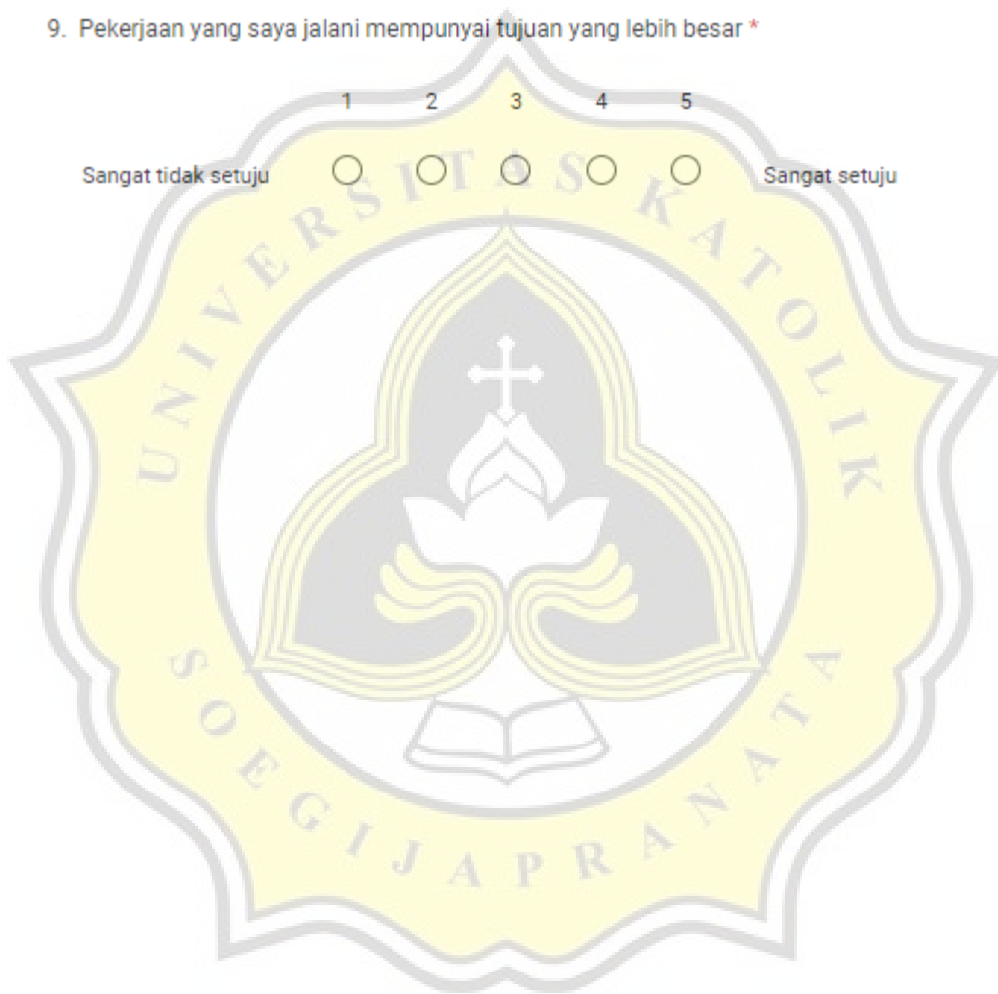 9. Pekerjaan yang saya jalani mempunyai tujuan yang lebih besar *
1 2 3 4 5
Sangat tidak setuju Sangat setuju
UNIVERSITAS KATOLIK
SOEGIJAPRANATA